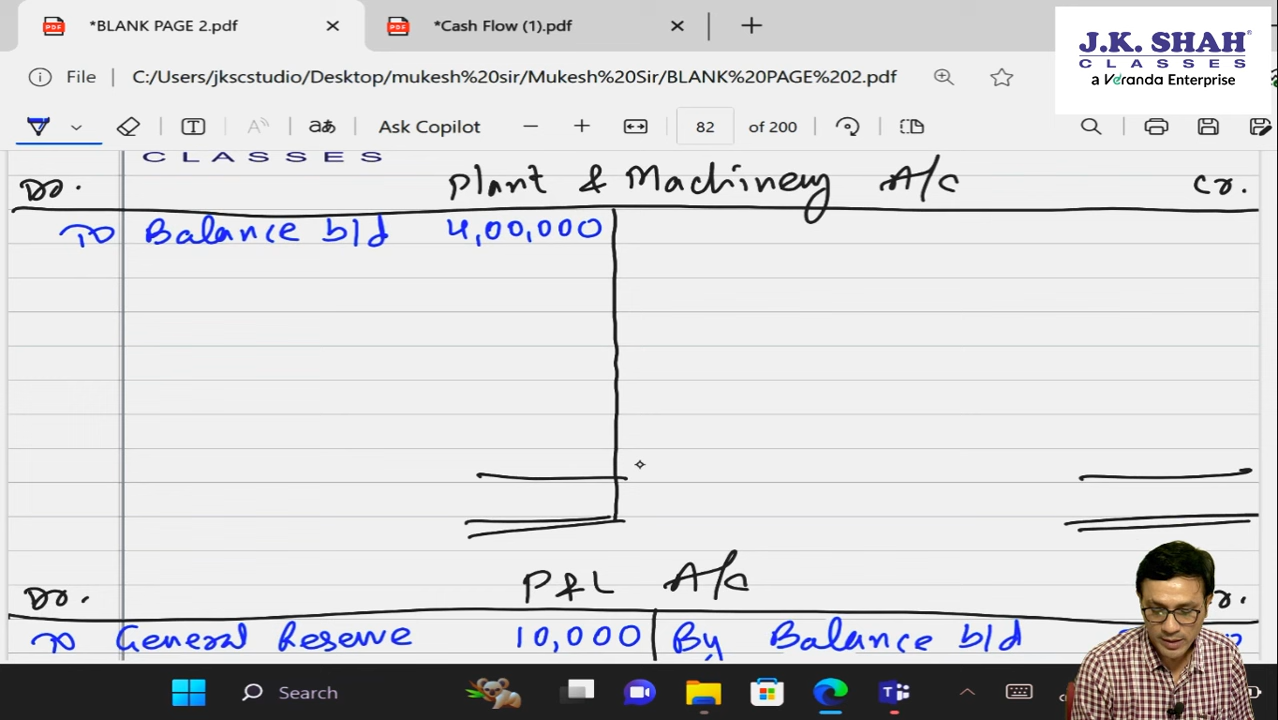 *BLANK PAGE 2.pdf
*Cash Flow (1).pdf
J.K. SHAH
CLASSES
a Veranda Enterprise
File C:/Users/jkscstudio/Desktop/mukesh%20sir/Mukesh%20Sir/BLANK%20PAGE%202.pdf
aあ Ask Copilot 82 of 200
CLASSES
Dr. Plant & Machinery A/c Cr.
To Balance b/d 4,00,000
P&L A/c
Dr. r.
To General Reserve 10,000 By Balance b/d
Search